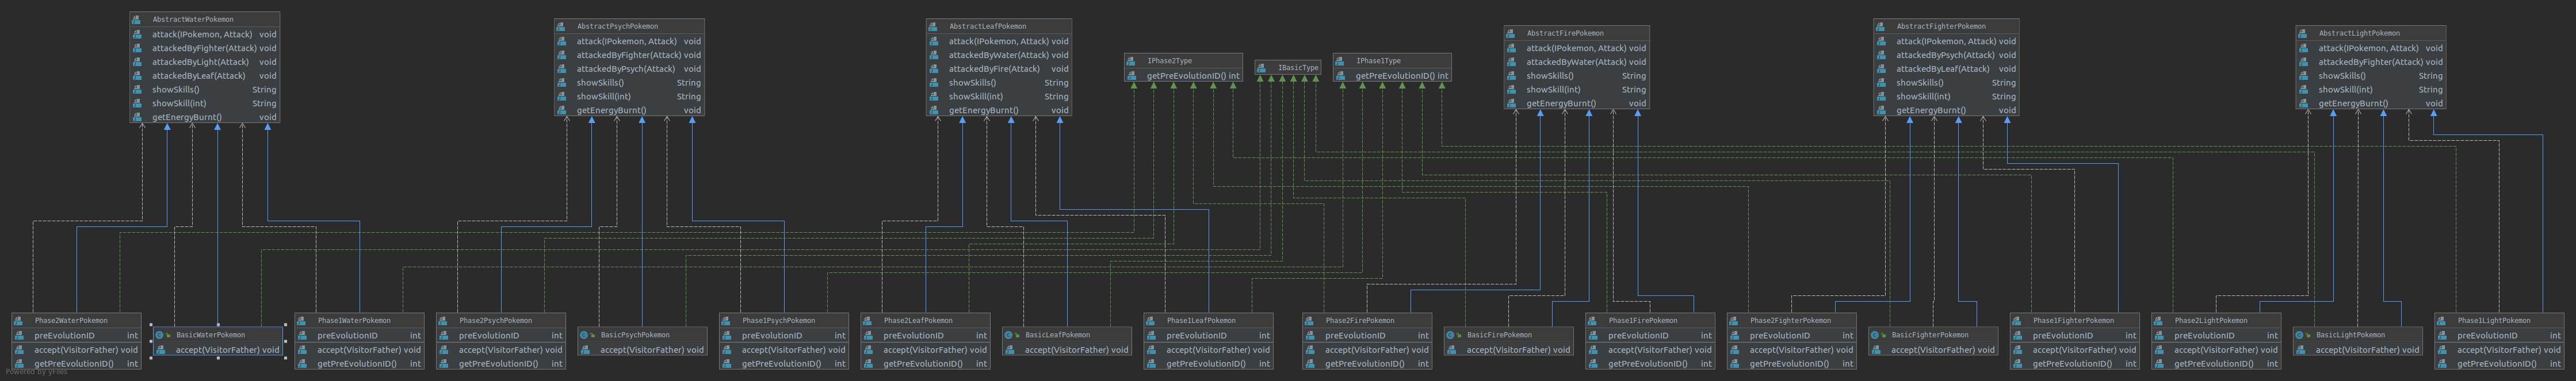 AbstractWaterPokemon
attack(IPokemon, Attack) void
attackedByFighter(Attack) void
attackedByLight(Attack) void
attackedByLeaf(Attack) void
showSkills() String
showSkill(int) String
getEnergyBurnt() void
AbstractPsychPokemon
attack(IPokemon, Attack) void
attackedByFighter(Attack) void
attackedByPsych(Attack) void
showSkills() String
showSkill(int) String
getEnergyBurnt() void
AbstractLeafPokemon
attack(IPokemon, Attack) void
attackedByWater(Attack) void
attackedByFire(Attack) void
showSkills() String
showSkill(int) String
getEnergyBurnt() void
IPhase2Type
getPreEvolutionID() int
IBasicType
IPhase1Type
getPreEvolutionID() int
AbstractFirePokemon
attack(IPokemon, Attack) void
attackedByWater(Attack) void
showSkills() String
showSkill(int) String
getEnergyBurnt() void
AbstractFighterPokemon
attack(IPokemon, Attack) void
attackedByPsych(Attack) void
attackedByLeaf(Attack) void
showSkills() String
showSkill(int) String
getEnergyBurnt() void
AbstractLightPokemon
attack(IPokemon, Attack) void
attackedByFighter(Attack) void
showSkills() String
showSkill(int) String
getEnergyBurnt() void
Phase2WaterPokemon
preEvolutionID int
accept(VisitorFather) void
getPreEvolutionID() int
BasicWaterPokemon
accept(VisitorFather) void
Phase1WaterPokemon
preEvolutionID int
accept(VisitorFather) void
getPreEvolutionID() int
Phase2PsychPokemon
preEvolutionID int
accept(VisitorFather) void
getPreEvolutionID() int
BasicPsychPokemon
accept(VisitorFather) void
Phase1PsychPokemon
preEvolutionID int
accept(VisitorFather) void
getPreEvolutionID() int
Phase2LeafPokemon
preEvolutionID int
accept(VisitorFather) void
getPreEvolutionID() int
BasicLeafPokemon
accept(VisitorFather) void
Phase1LeafPokemon
preEvolutionID int
accept(VisitorFather) void
getPreEvolutionID() int
Phase2FirePokemon
preEvolutionID int
accept(VisitorFather) void
getPreEvolutionID() int
BasicFirePokemon
accept(VisitorFather) void
Phase1FirePokemon
preEvolutionID int
accept(VisitorFather) void
getPreEvolutionID() int
Phase2FighterPokemon
preEvolutionID int
accept(VisitorFather) void
getPreEvolutionID() int
BasicFighterPokemon
accept(VisitorFather) void
Phase1FighterPokemon
preEvolutionID int
accept(VisitorFather) void
getPreEvolutionID() int
Phase2LightPokemon
preEvolutionID int
accept(VisitorFather) void
getPreEvolutionID() int
BasicLightPokemon
accept(VisitorFather) void
Phase1LightPokemon
preEvolutionID int
accept(VisitorFather) void
getPreEvolutionID() int
Powered by yFiles